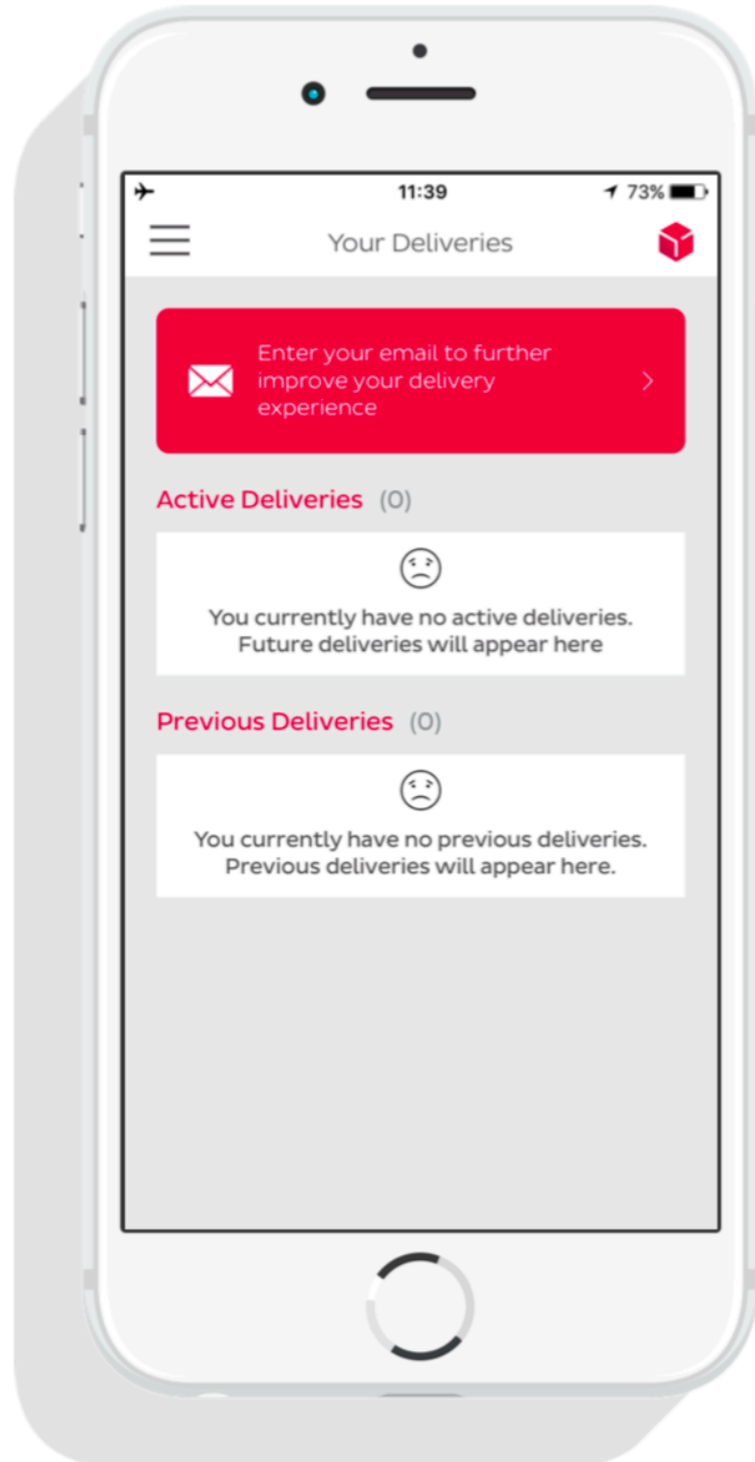 11:39
73%
Your Deliveries
Enter your email to further
improve your delivery
experience
Active Deliveries (0)
You currently have no active deliveries.
Future deliveries will appear here
Previous Deliveries (0)
You currently have no previous deliveries.
Previous deliveries will appear here.